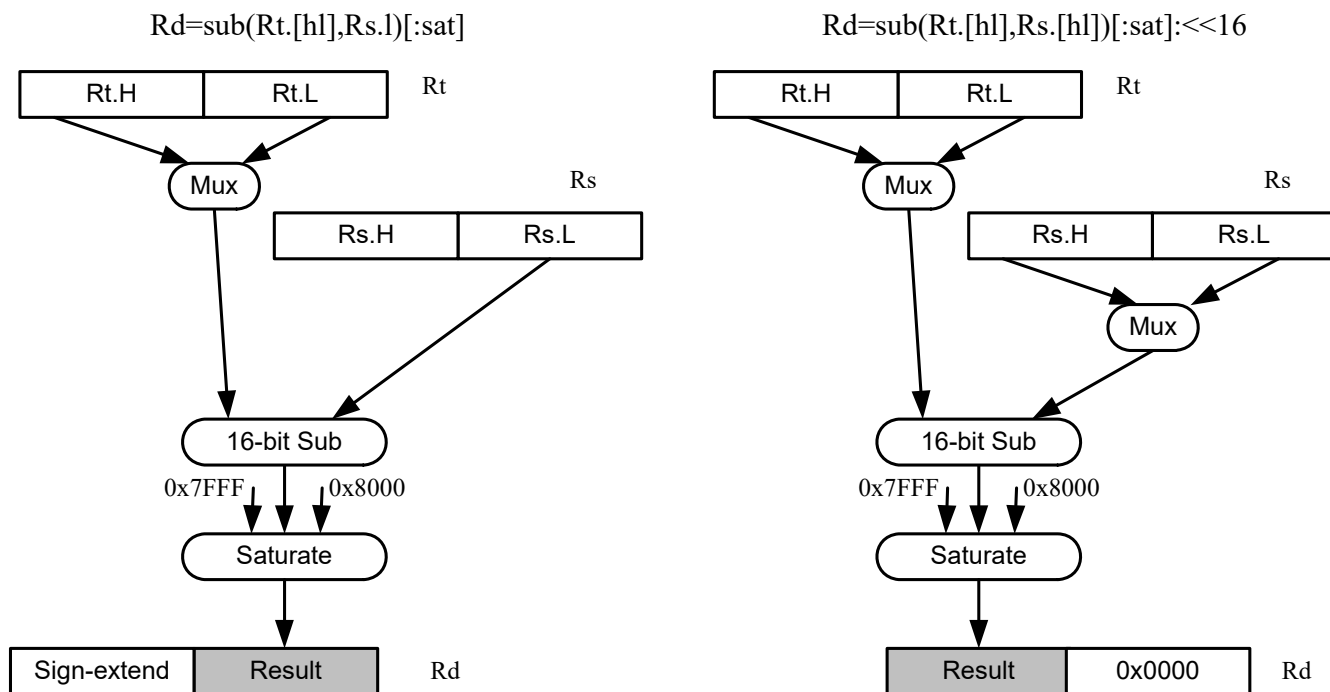 Rd=sub(Rt.[hl],Rs.l)[:sat]
Rt.H Rt.L Rt
Mux
Rs
Rs.H Rs.L
16-bit Sub
0x7FFF 0x8000
Saturate
Sign-extend Result Rd
Rd=sub(Rt.[hl],Rs.[hl])[:sat]:<<16
Rt.H Rt.L Rt
Mux
Rs
Rs.H Rs.L
Mux
16-bit Sub
0x7FFF 0x8000
Saturate
Result 0x0000 Rd